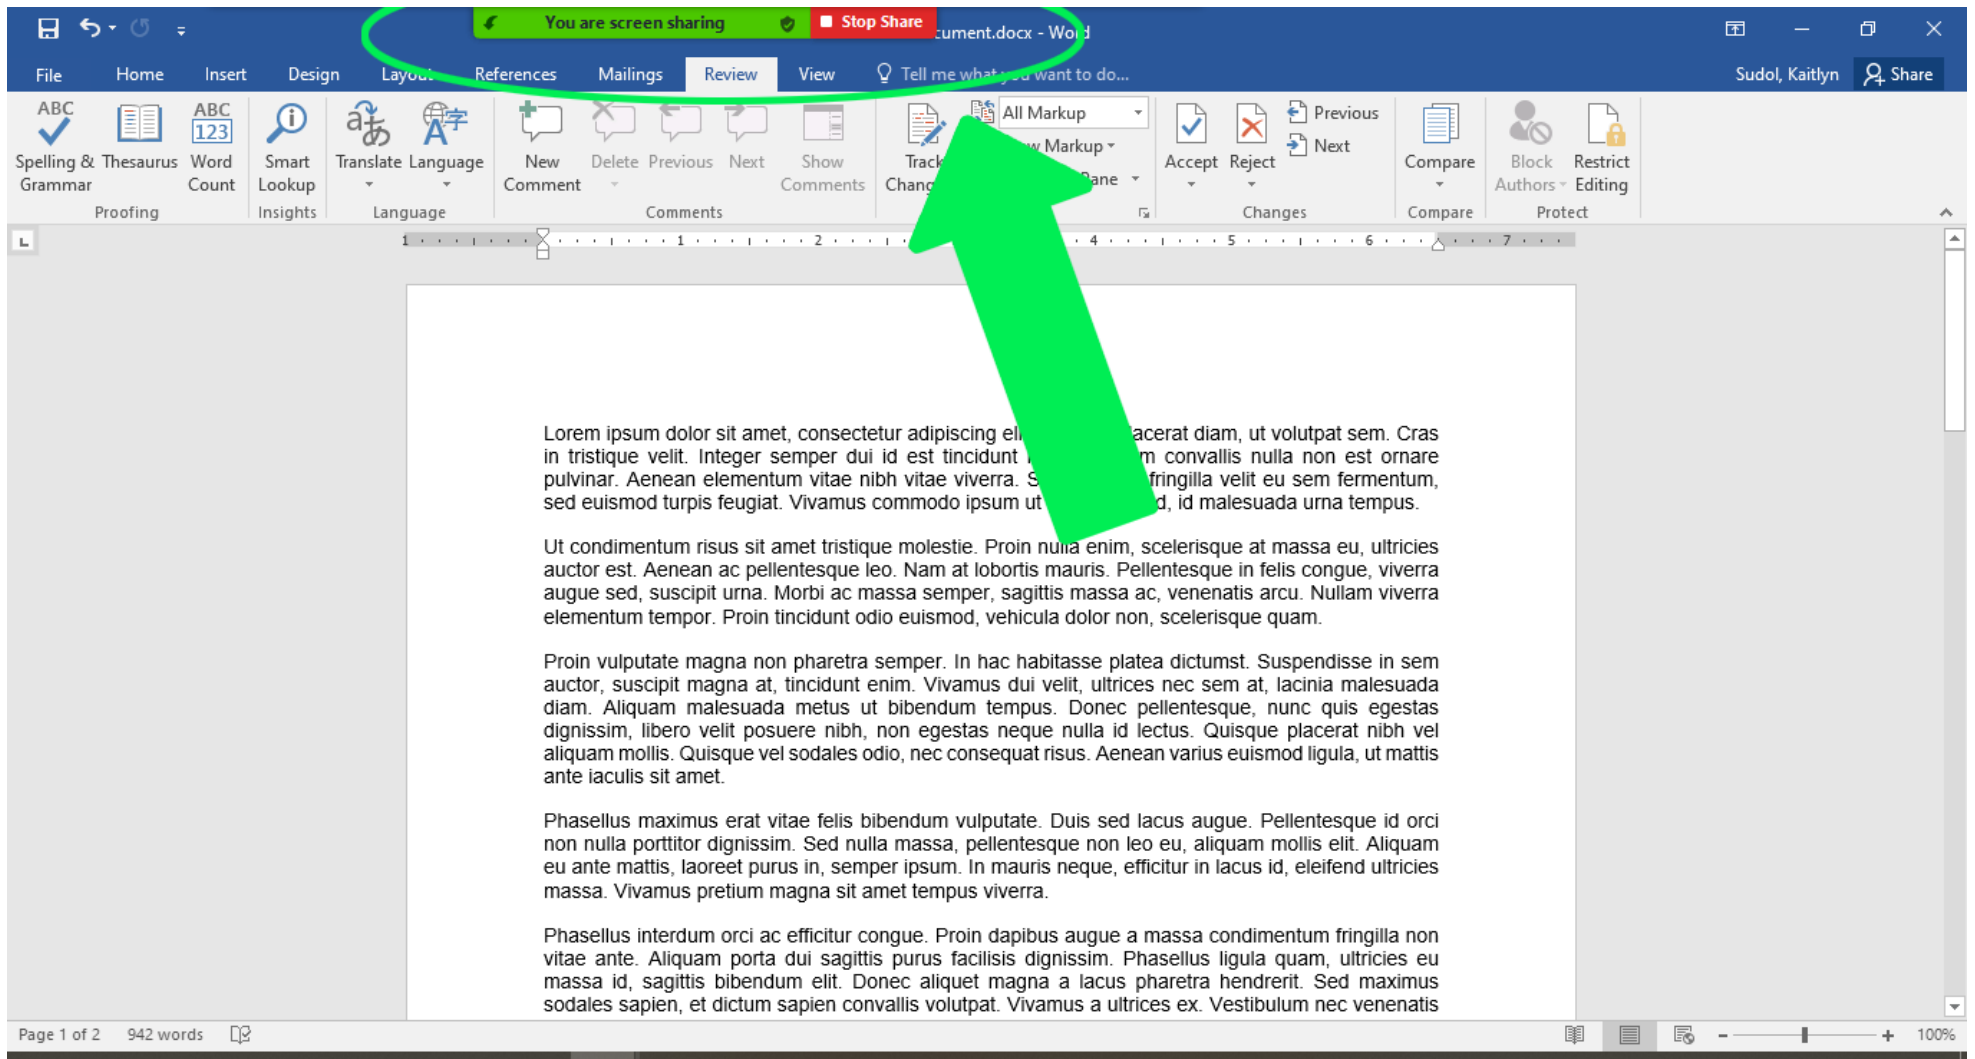 You are screen sharing Stop Share
cument.docx - Word
File Home Insert Design Layout References Mailings Review View Tell me what you want to do...
Sudol, Kaitlyn Share
ABC
ABC
123
Spelling & Grammar
Thesaurus
Word Count
Proofing
Smart Lookup
Insights
Translate
Language
Language
New Comment
Delete
Previous
Next
Show Comments
Comments
Track
All Markup
Markup
Pane
Accept
Reject
Previous
Next
Changes
Compare
Compare
Block Authors
Restrict Editing
Protect
1 1 2 4 5 6 7
Lorem ipsum dolor sit amet, consectetur adipiscing acerat diam, ut volutpat sem. Cras
in tristique velit. Integer semper dui id est tincidunt convallis nulla non est ornare
pulvinar. Aenean elementum vitae nibh vitae viverra. fringilla velit eu sem fermentum,
sed euismod turpis feugiat. Vivamus commodo ipsum ut , id malesuada urna tempus.
Ut condimentum risus sit amet tristique molestie. Proin nulla enim, scelerisque at massa eu, ultricies
auctor est. Aenean ac pellentesque leo. Nam at lobortis mauris. Pellentesque in felis congue, viverra
augue sed, suscipit urna. Morbi ac massa semper, sagittis massa ac, venenatis arcu. Nullam viverra
elementum tempor. Proin tincidunt odio euismod, vehicula dolor non, scelerisque quam.
Proin vulputate magna non pharetra semper. In hac habitasse platea dictumst. Suspendisse in sem
auctor, suscipit magna at, tincidunt enim. Vivamus dui velit, ultrices nec sem at, lacinia malesuada
diam. Aliquam malesuada metus ut bibendum tempus. Donec pellentesque, nunc quis egestas
dignissim, libero velit posuere nibh, non egestas neque nulla id lectus. Quisque placerat nibh vel
aliquam mollis. Quisque vel sodales odio, nec consequat risus. Aenean varius euismod ligula, ut mattis
ante iaculis sit amet.
Phasellus maximus erat vitae felis bibendum vulputate. Duis sed lacus augue. Pellentesque id orci
non nulla porttitor dignissim. Sed nulla massa, pellentesque non leo eu, aliquam mollis elit. Aliquam
eu ante mattis, laoreet purus in, semper ipsum. In mauris neque, efficitur in lacus id, eleifend ultricies
massa. Vivamus pretium magna sit amet tempus viverra.
Phasellus interdum orci ac efficitur congue. Proin dapibus augue a massa condimentum fringilla non
vitae ante. Aliquam porta dui sagittis purus facilisis dignissim. Phasellus ligula quam, ultricies eu
massa id, sagittis bibendum elit. Donec aliquet magna a lacus pharetra hendrerit. Sed maximus
sodales sapien, et dictum sapien convallis volutpat. Vivamus a ultrices ex. Vestibulum nec venenatis
Page 1 of 2 942 words 100%